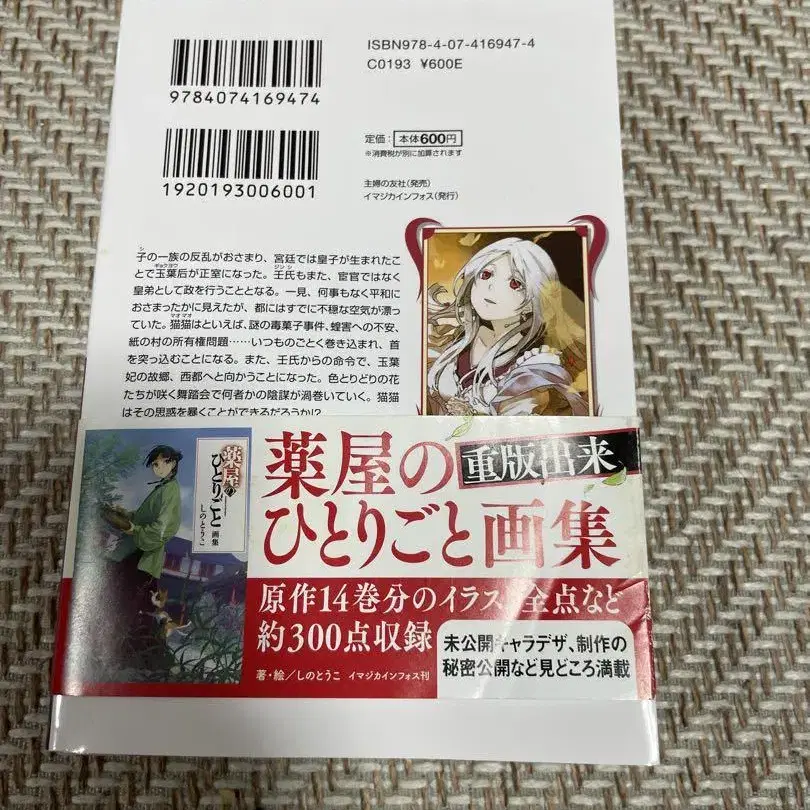 ISBN978-4-07-416947-4
C0193 ¥600E
9784074169474
定価：本体600円
※消費税が別に加算されます
1920193006001
主婦の友社(発売)
イマジカインフォス(発行)
シ
子の一族の反乱がおさまり、宮廷では皇子が生まれたこ
ギョクヨウ ジンシ
とで玉葉后が正室になった。壬氏もまた、宦官ではなく
皇弟として政を行うこととなる。一見、何事もなく平和に
おさまったかに見えたが、都にはすでに不穏な空気が漂っ
マオマオ
ていた。猫猫はといえば、謎の毒菓子事件、蝗害への不安、
紙の村の所有権問題……いつものごとく巻き込まれ、首
を突っ込むことになる。また、壬氏からの命令で、玉葉
妃の故郷、西都へと向かうことになった。色とりどりの花
たちが咲く舞踏会で何者かの陰謀が渦巻いていく。猫猫
はその思惑を暴くことができるだろうか!?
薬屋の
ひとりごと
画集
しのとうこ
薬屋の 重版出来
ひとりごと画集
原作14巻分のイラスト全点など
約300点収録
未公開キャラデザ、制作の
秘密公開など見どころ満載
著・絵／しのとうこ イマジカインフォス刊